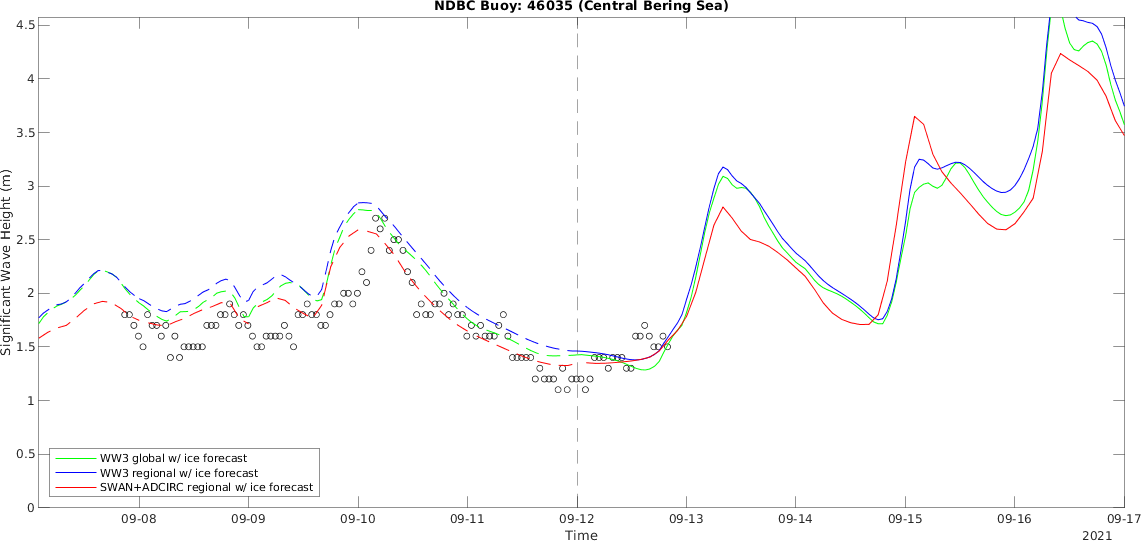 NDBC Buoy: 46035 (Central Bering Sea)
4.5
4
3.5
3
2.5
2
1.5
1
0.5
0
Significant Wave Height (m)
WW3 global w/ ice forecast
WW3 regional w/ ice forecast
SWAN+ADCIRC regional w/ ice forecast
09-08 09-09 09-10 09-11 09-12 09-13 09-14 09-15 09-16 09-17
Time
2021